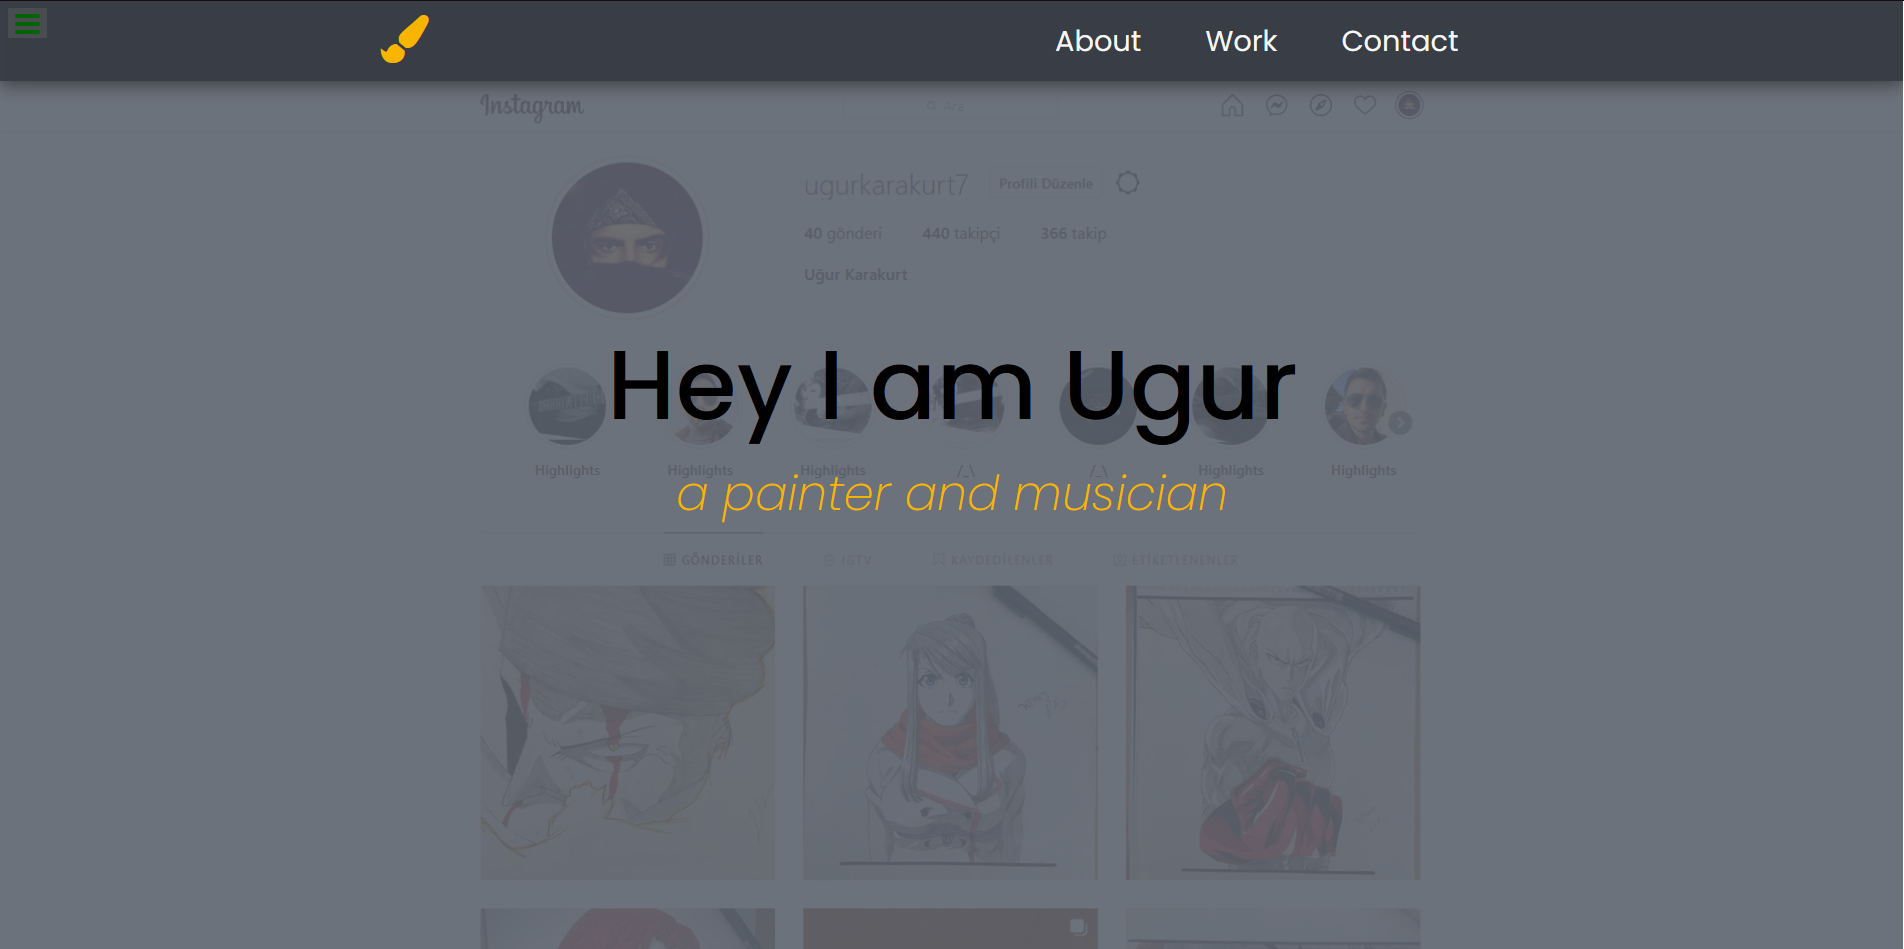 About Work Contact
Instagram Ara
ugurkarakurt7 Profili Düzenle
40 gönderi 440 takipçi 366 takip
Uğur Karakurt
Hey I am Ugur
Highlights Highlights Highlights /_\ /_\ Highlights Highlights
a painter and musician
GÖNDERİLER IGTV KAYDEDİLENLER ETİKETLENENLER